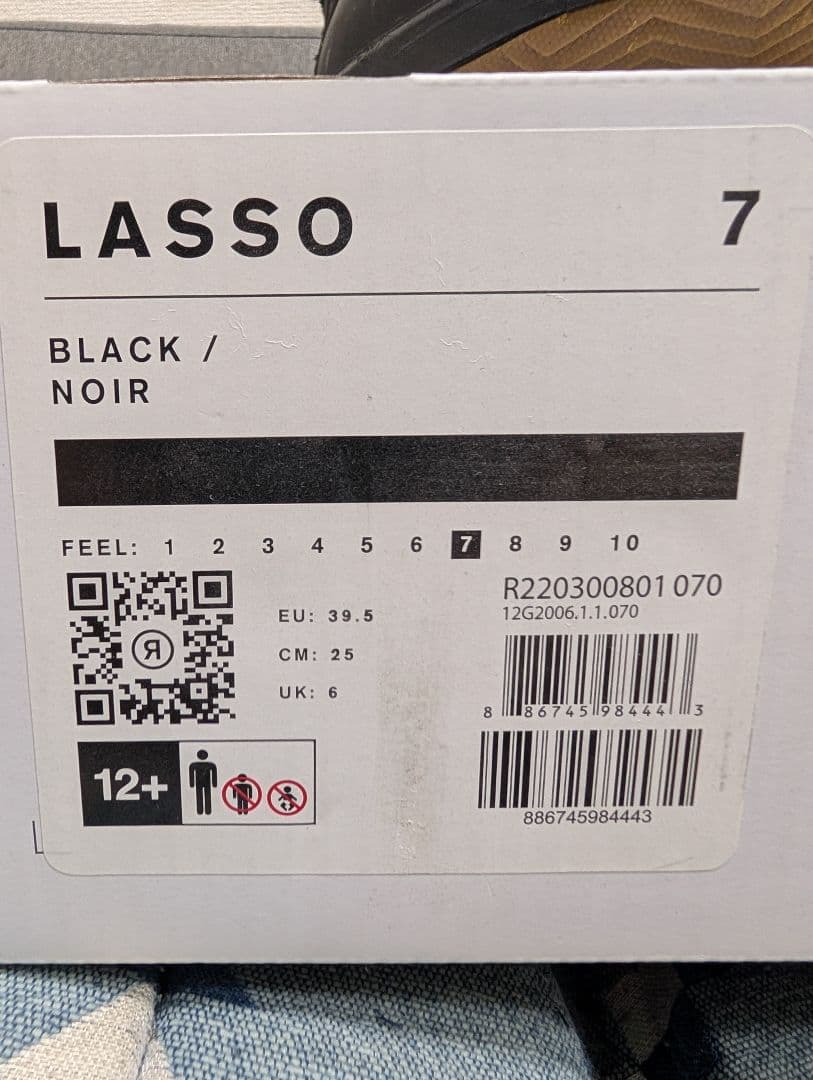 LASSO 7
BLACK /
NOIR
FEEL: 1 2 3 4 5 6 7 8 9 10
R220300801 070
12G2006.1.1.070
EU: 39.5
CM: 25
UK: 6
R
8 86745 98444 3
12+
886745984443